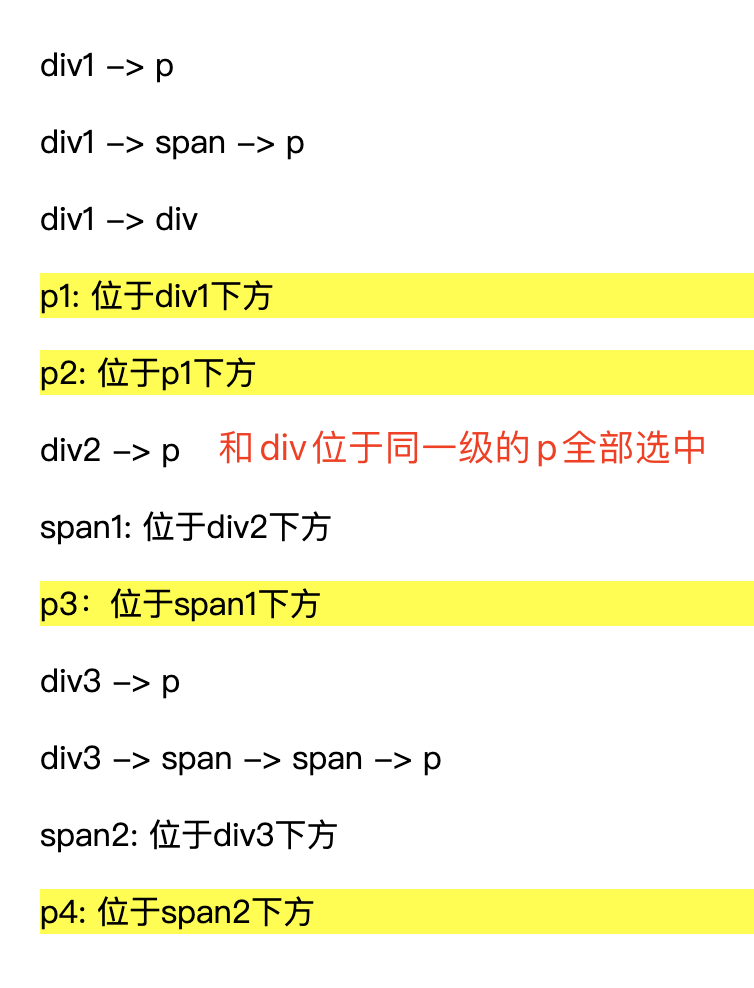 div1 –> p
div1 –> span –> p
div1 –> div
p1: 位于div1下方
p2: 位于p1下方
div2 –> p 和div位于同一级的p全部选中
span1: 位于div2下方
p3：位于span1下方
div3 –> p
div3 –> span –> span –> p
span2: 位于div3下方
p4: 位于span2下方